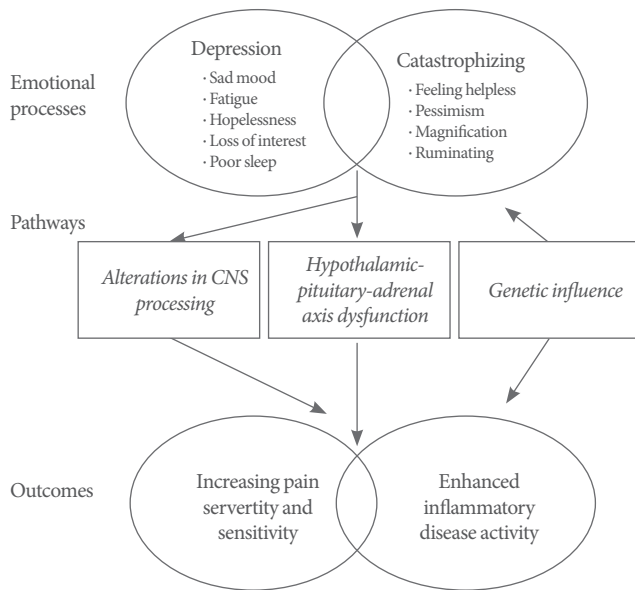 Emotional
processes
Depression
· Sad mood
· Fatigue
· Hopelessness
· Loss of interest
· Poor sleep
Catastrophizing
· Feeling helpless
· Pessimism
· Magnification
· Ruminating
Pathways
Alterations in CNS
processing
Hypothalamic-
pituitary-adrenal
axis dysfunction
Genetic influence
Outcomes
Increasing pain
servertity and
sensitivity
Enhanced
inflammatory
disease activity